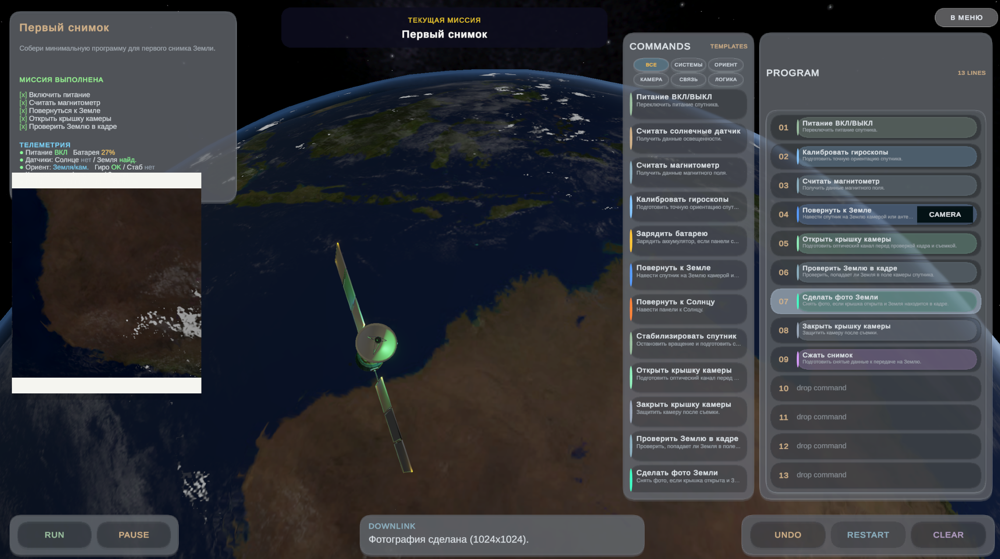 Первый снимок
Собери минимальную программу для первого снимка Земли.
МИССИЯ ВЫПОЛНЕНА
[x] Включить питание
[x] Считать магнитометр
[x] Повернуться к Земле
[x] Открыть крышку камеры
[x] Проверить Землю в кадре
ТЕЛЕМЕТРИЯ
● Питание ВКЛ Батарея 27%
● Датчики: Солнце нет / Земля найд.
● Ориент: Земля/кам. Гиро OK / Стаб нет
ТЕКУЩАЯ МИССИЯ
Первый снимок
В МЕНЮ
COMMANDS TEMPLATES
ВСЕ СИСТЕМЫ ОРИЕНТ
КАМЕРА СВЯЗЬ ЛОГИКА
Питание ВКЛ/ВЫКЛ
Переключить питание спутника.
Считать солнечные датчик
Получить данные освещенности.
Считать магнитометр
Получить данные магнитного поля.
Калибровать гироскопы
Подготовить точную ориентацию спут...
Зарядить батарею
Зарядить аккумулятор, если панели с...
Повернуть к Земле
Навести спутник на Землю камерой и...
Повернуть к Солнцу
Навести панели к Солнцу.
Стабилизировать спутник
Остановить вращение и подготовить с...
Открыть крышку камеры
Подготовить оптический канал перед ...
Закрыть крышку камеры
Защитить камеру после съемки.
Проверить Землю в кадре
Проверить, попадает ли Земля в поле...
Сделать фото Земли
Снять фото, если крышка открыта и З...
PROGRAM 13 LINES
01 Питание ВКЛ/ВЫКЛ
Переключить питание спутника.
02 Калибровать гироскопы
Подготовить точную ориентацию спутника.
03 Считать магнитометр
Получить данные магнитного поля.
04 Повернуть к Земле
Навести спутник на Землю камерой или анте...
CAMERA
05 Открыть крышку камеры
Подготовить оптический канал перед проверкой кадра и съемкой.
06 Проверить Землю в кадре
Проверить, попадает ли Земля в поле камеры спутника.
07 Сделать фото Земли
Снять фото, если крышка открыта и Земля находится в кадре.
08 Закрыть крышку камеры
Защитить камеру после съемки.
09 Сжать снимок
Подготовить снятые данные к передаче на Землю.
10 drop command
11 drop command
12 drop command
13 drop command
RUN PAUSE
DOWNLINK
Фотография сделана (1024x1024).
UNDO RESTART CLEAR